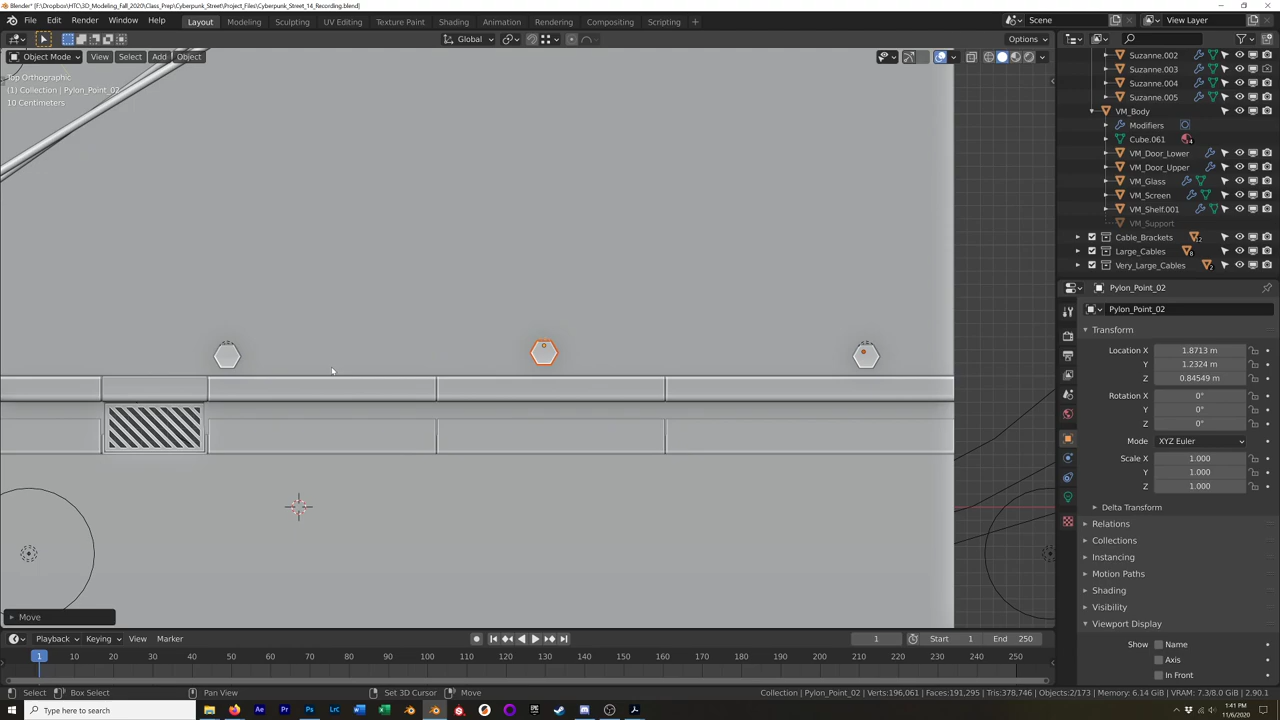 Blender* [F:\Dropbox\HTC\3D_Modeling_Fall_2020\Class_Prep\Cyberpunk_Street\Project_Files\Cyberpunk_Street_14_Recording.blend]
File Edit Render Window Help Layout Modeling Sculpting UV Editing Texture Paint Shading Animation Rendering Compositing Scripting + Scene View Layer
Global Options
Object Mode View Select Add Object
Top Orthographic
(1) Collection | Pylon_Point_02
10 Centimeters
Suzanne.002
Suzanne.003
Suzanne.004
Suzanne.005
VM_Body
Modifiers
Cube.061 4
VM_Door_Lower
VM_Door_Upper
VM_Glass
VM_Screen
VM_Shelf.001
VM_Support
Cable_Brackets 12
Large_Cables 8
Very_Large_Cables 2
Pylon_Point_02
Pylon_Point_02
Transform
Location X 1.8713 m
Y 1.2324 m
Z 0.84549 m
Rotation X 0°
Y 0°
Z 0°
Mode XYZ Euler
Scale X 1.000
Y 1.000
Z 1.000
Delta Transform
Relations
Collections
Instancing
Motion Paths
Shading
Visibility
Viewport Display
Show Name
Axis
In Front
Move
Playback Keying View Marker 1 Start 1 End 250
1 10 20 30 40 50 60 70 80 90 100 110 120 130 140 150 160 170 180 190 200 210 220 230 240 250
Select Box Select Pan View Set 3D Cursor Move Collection | Pylon_Point_02 | Verts:196,061 | Faces:191,295 | Tris:378,746 | Objects:2/173 | Memory: 6.14 GiB | VRAM: 7.3/8.0 GiB | 2.90.1
Type here to search Ae Pr Ps Lrc 1:41 PM
11/6/2020